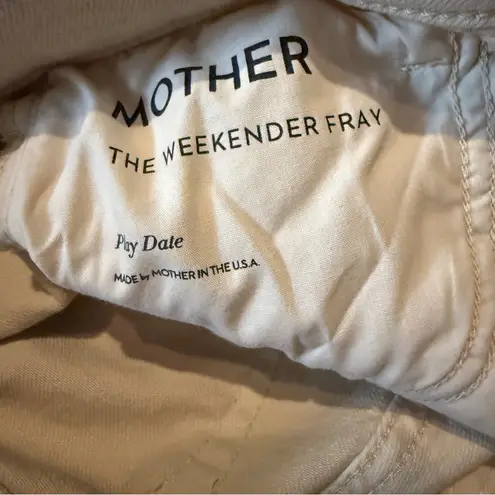 MOTHER
THE WEEKENDER FRAY
Play Date
MADE by MOTHER IN THE U.S.A.